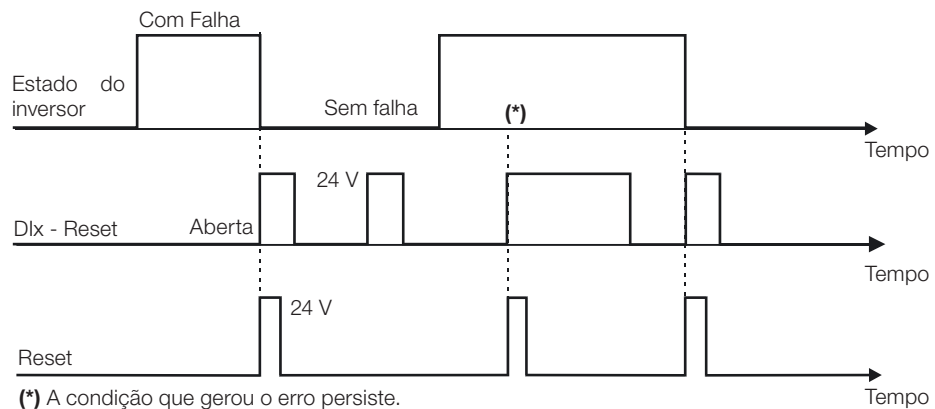 Com Falha
Estado do
inversor
Sem falha
(*)
Tempo
24 V
DIx - Reset
Aberta
Tempo
24 V
Reset
Tempo
(*) A condição que gerou o erro persiste.